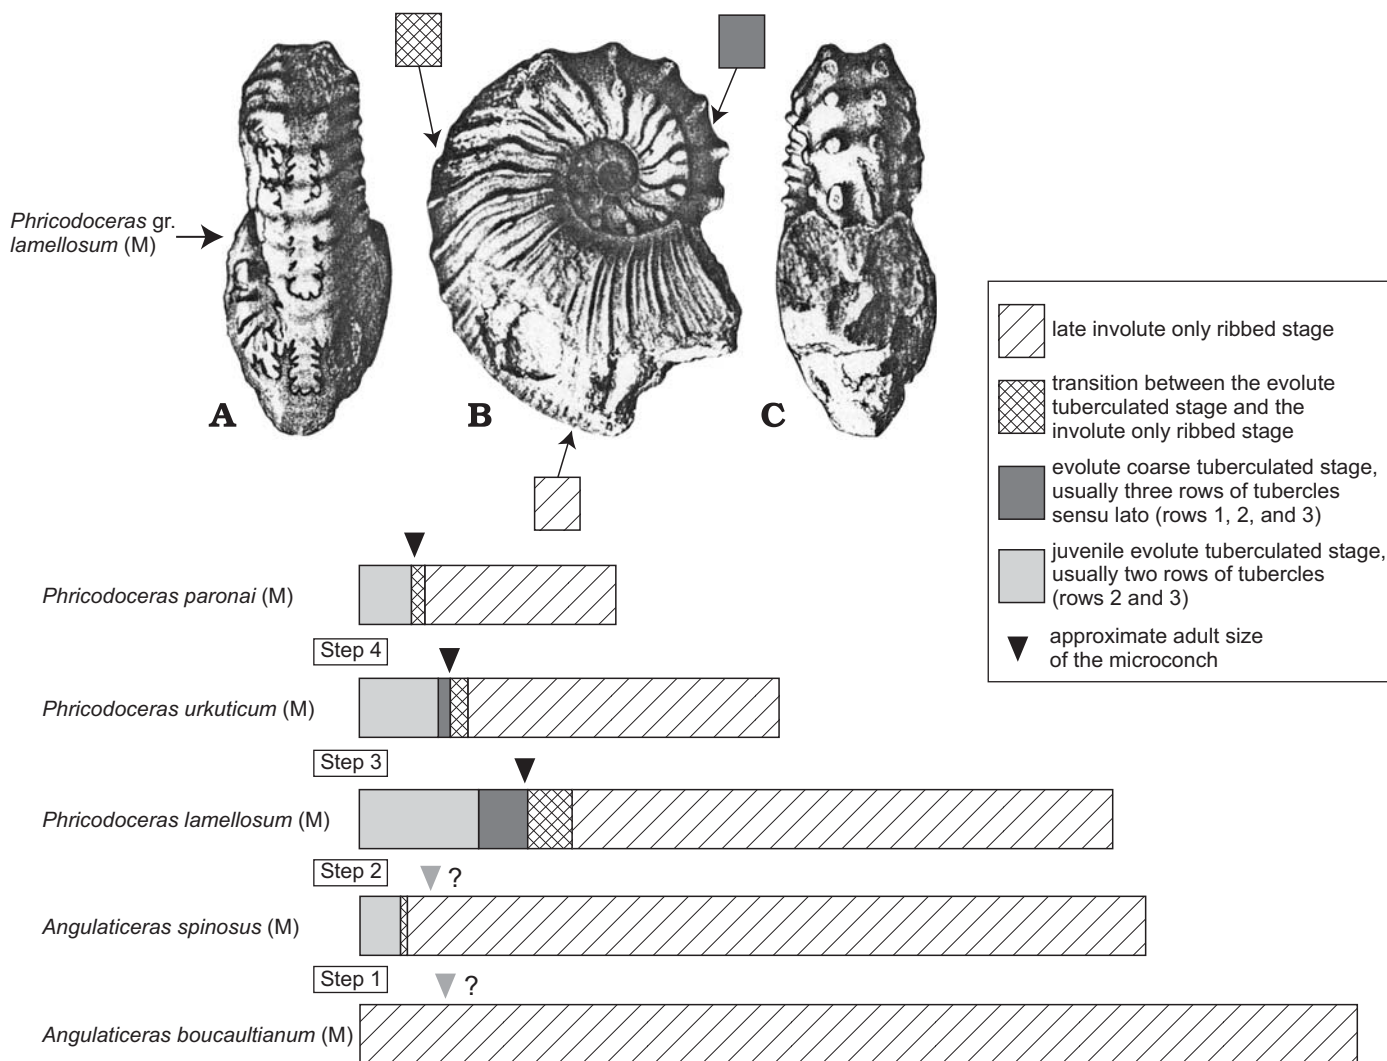 Phricodoceras gr.
lamellosum (M)
A
B
C
late involute only ribbed stage
transition between the evolute
tuberculated stage and the
involute only ribbed stage
evolute coarse tuberculated stage,
usually three rows of tubercles
sensu lato (rows 1, 2, and 3)
juvenile evolute tuberculated stage,
usually two rows of tubercles
(rows 2 and 3)
approximate adult size
of the microconch
Phricodoceras paronai (M)
Step 4
Phricodoceras urkuticum (M)
Step 3
Phricodoceras lamellosum (M)
Step 2
?
Angulaticeras spinosus (M)
Step 1
?
Angulaticeras boucaultianum (M)